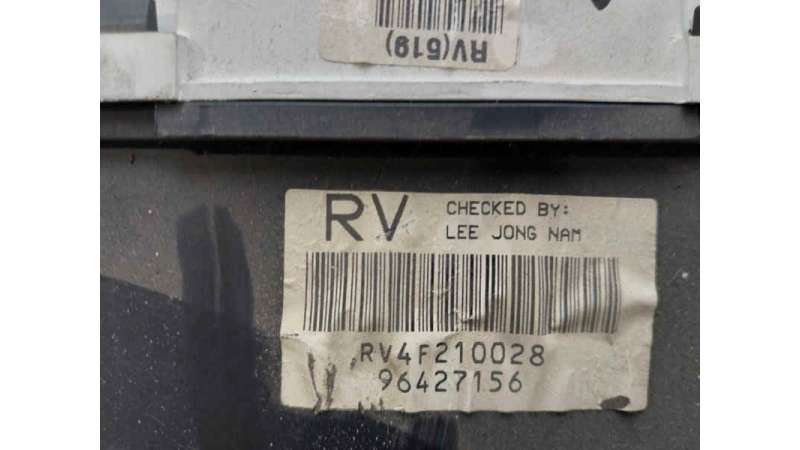 RV(519)
RV CHECKED BY:
LEE JONG NAM
RV4F210028
96427156